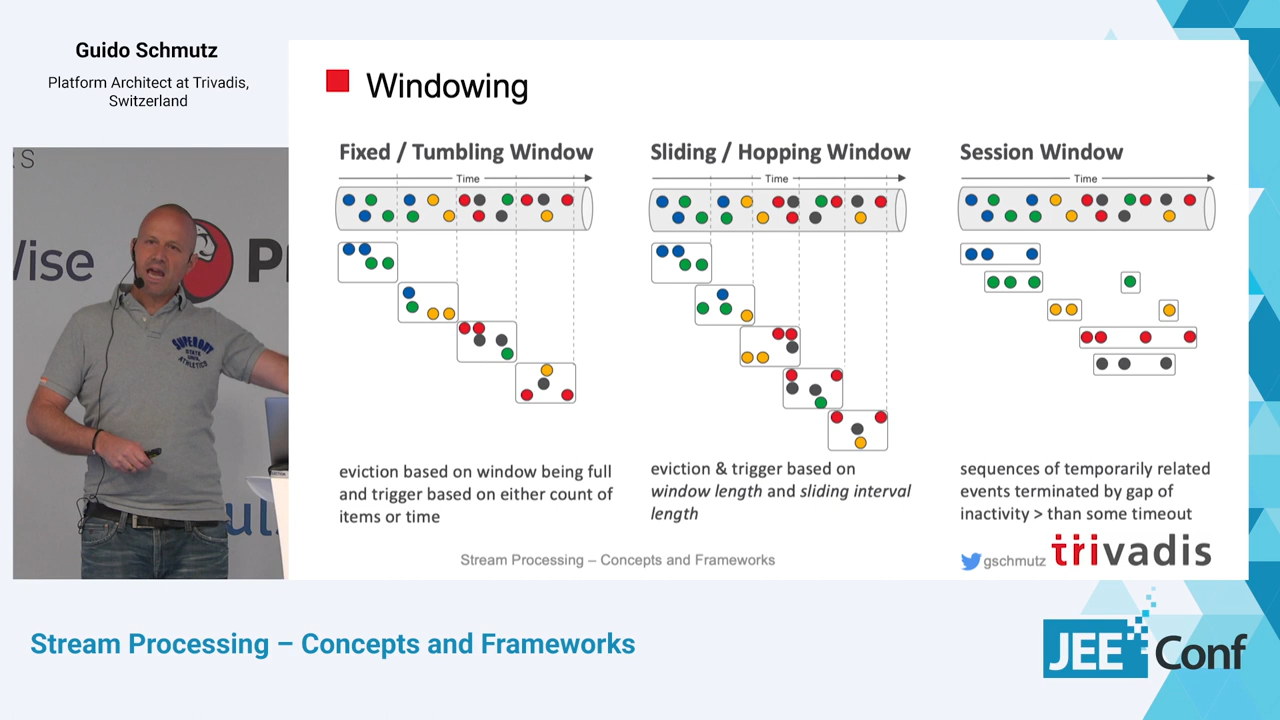 Guido Schmutz
Platform Architect at Trivadis,
Switzerland
Windowing
Fixed / Tumbling Window
Time
eviction based on window being full
and trigger based on either count of
items or time
Sliding / Hopping Window
Time
eviction & trigger based on
window length and sliding interval
length
Session Window
Time
sequences of temporarily related
events terminated by gap of
inactivity > than some timeout
Stream Processing – Concepts and Frameworks
gschmutz
trivadis
SUPERDRY
Stream Processing – Concepts and Frameworks
JEE Conf